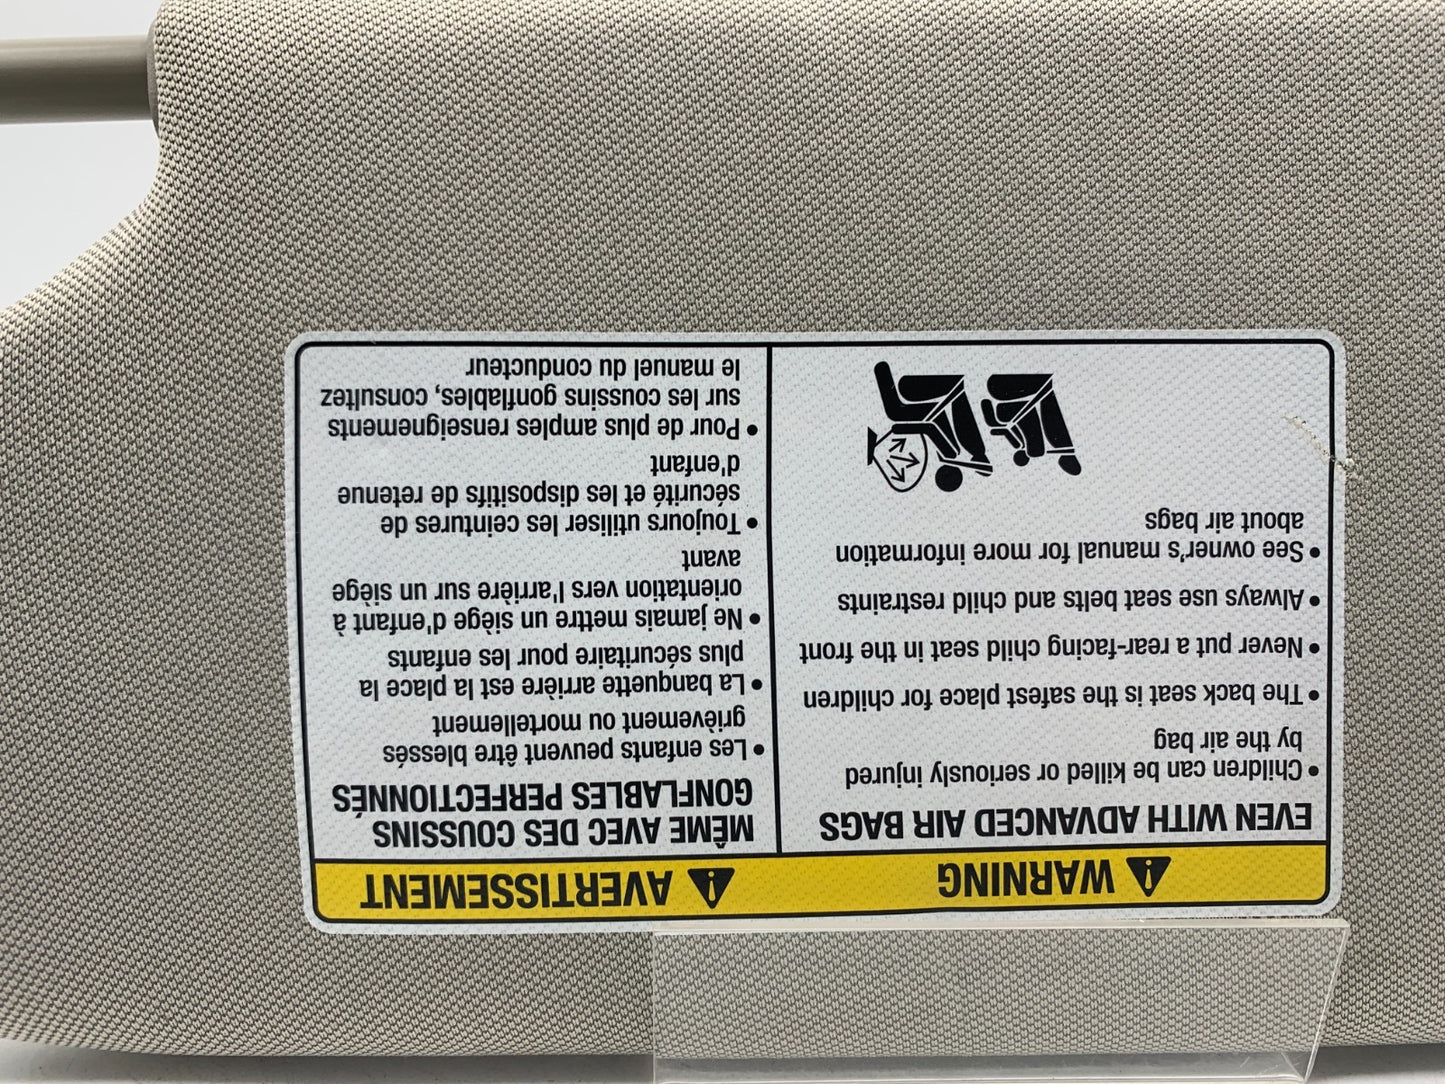 WARNING
EVEN WITH ADVANCED AIR BAGS
• Children can be killed or seriously injured
by the air bag
• The back seat is the safest place for children
• Never put a rear-facing child seat in the front
• Always use seat belts and child restraints
• See owner's manual for more information
about air bags
AVERTISSEMENT
MÊME AVEC DES COUSSINS
GONFLABLES PERFECTIONNÉS
• Les enfants peuvent être blessés
grièvement ou mortellement
• La banquette arrière est la place la
plus sécuritaire pour les enfants
• Ne jamais mettre un siège d'enfant à
orientation vers l'arrière sur un siège
avant
• Toujours utiliser les ceintures de
sécurité et les dispositifs de retenue
d'enfant
• Pour de plus amples renseignements
sur les coussins gonflables, consultez
le manuel du conducteur